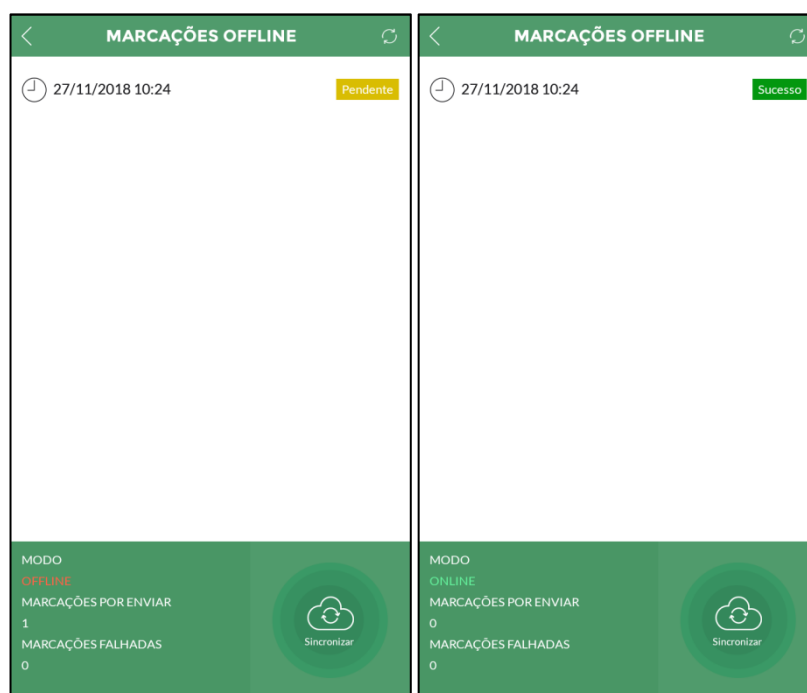 MARCAÇÕES OFFLINE
27/11/2018 10:24 Pendente
MODO
OFFLINE
MARCAÇÕES POR ENVIAR
1
MARCAÇÕES FALHADAS
0
Sincronizar
MARCAÇÕES OFFLINE
27/11/2018 10:24 Sucesso
MODO
ONLINE
MARCAÇÕES POR ENVIAR
0
MARCAÇÕES FALHADAS
0
Sincronizar